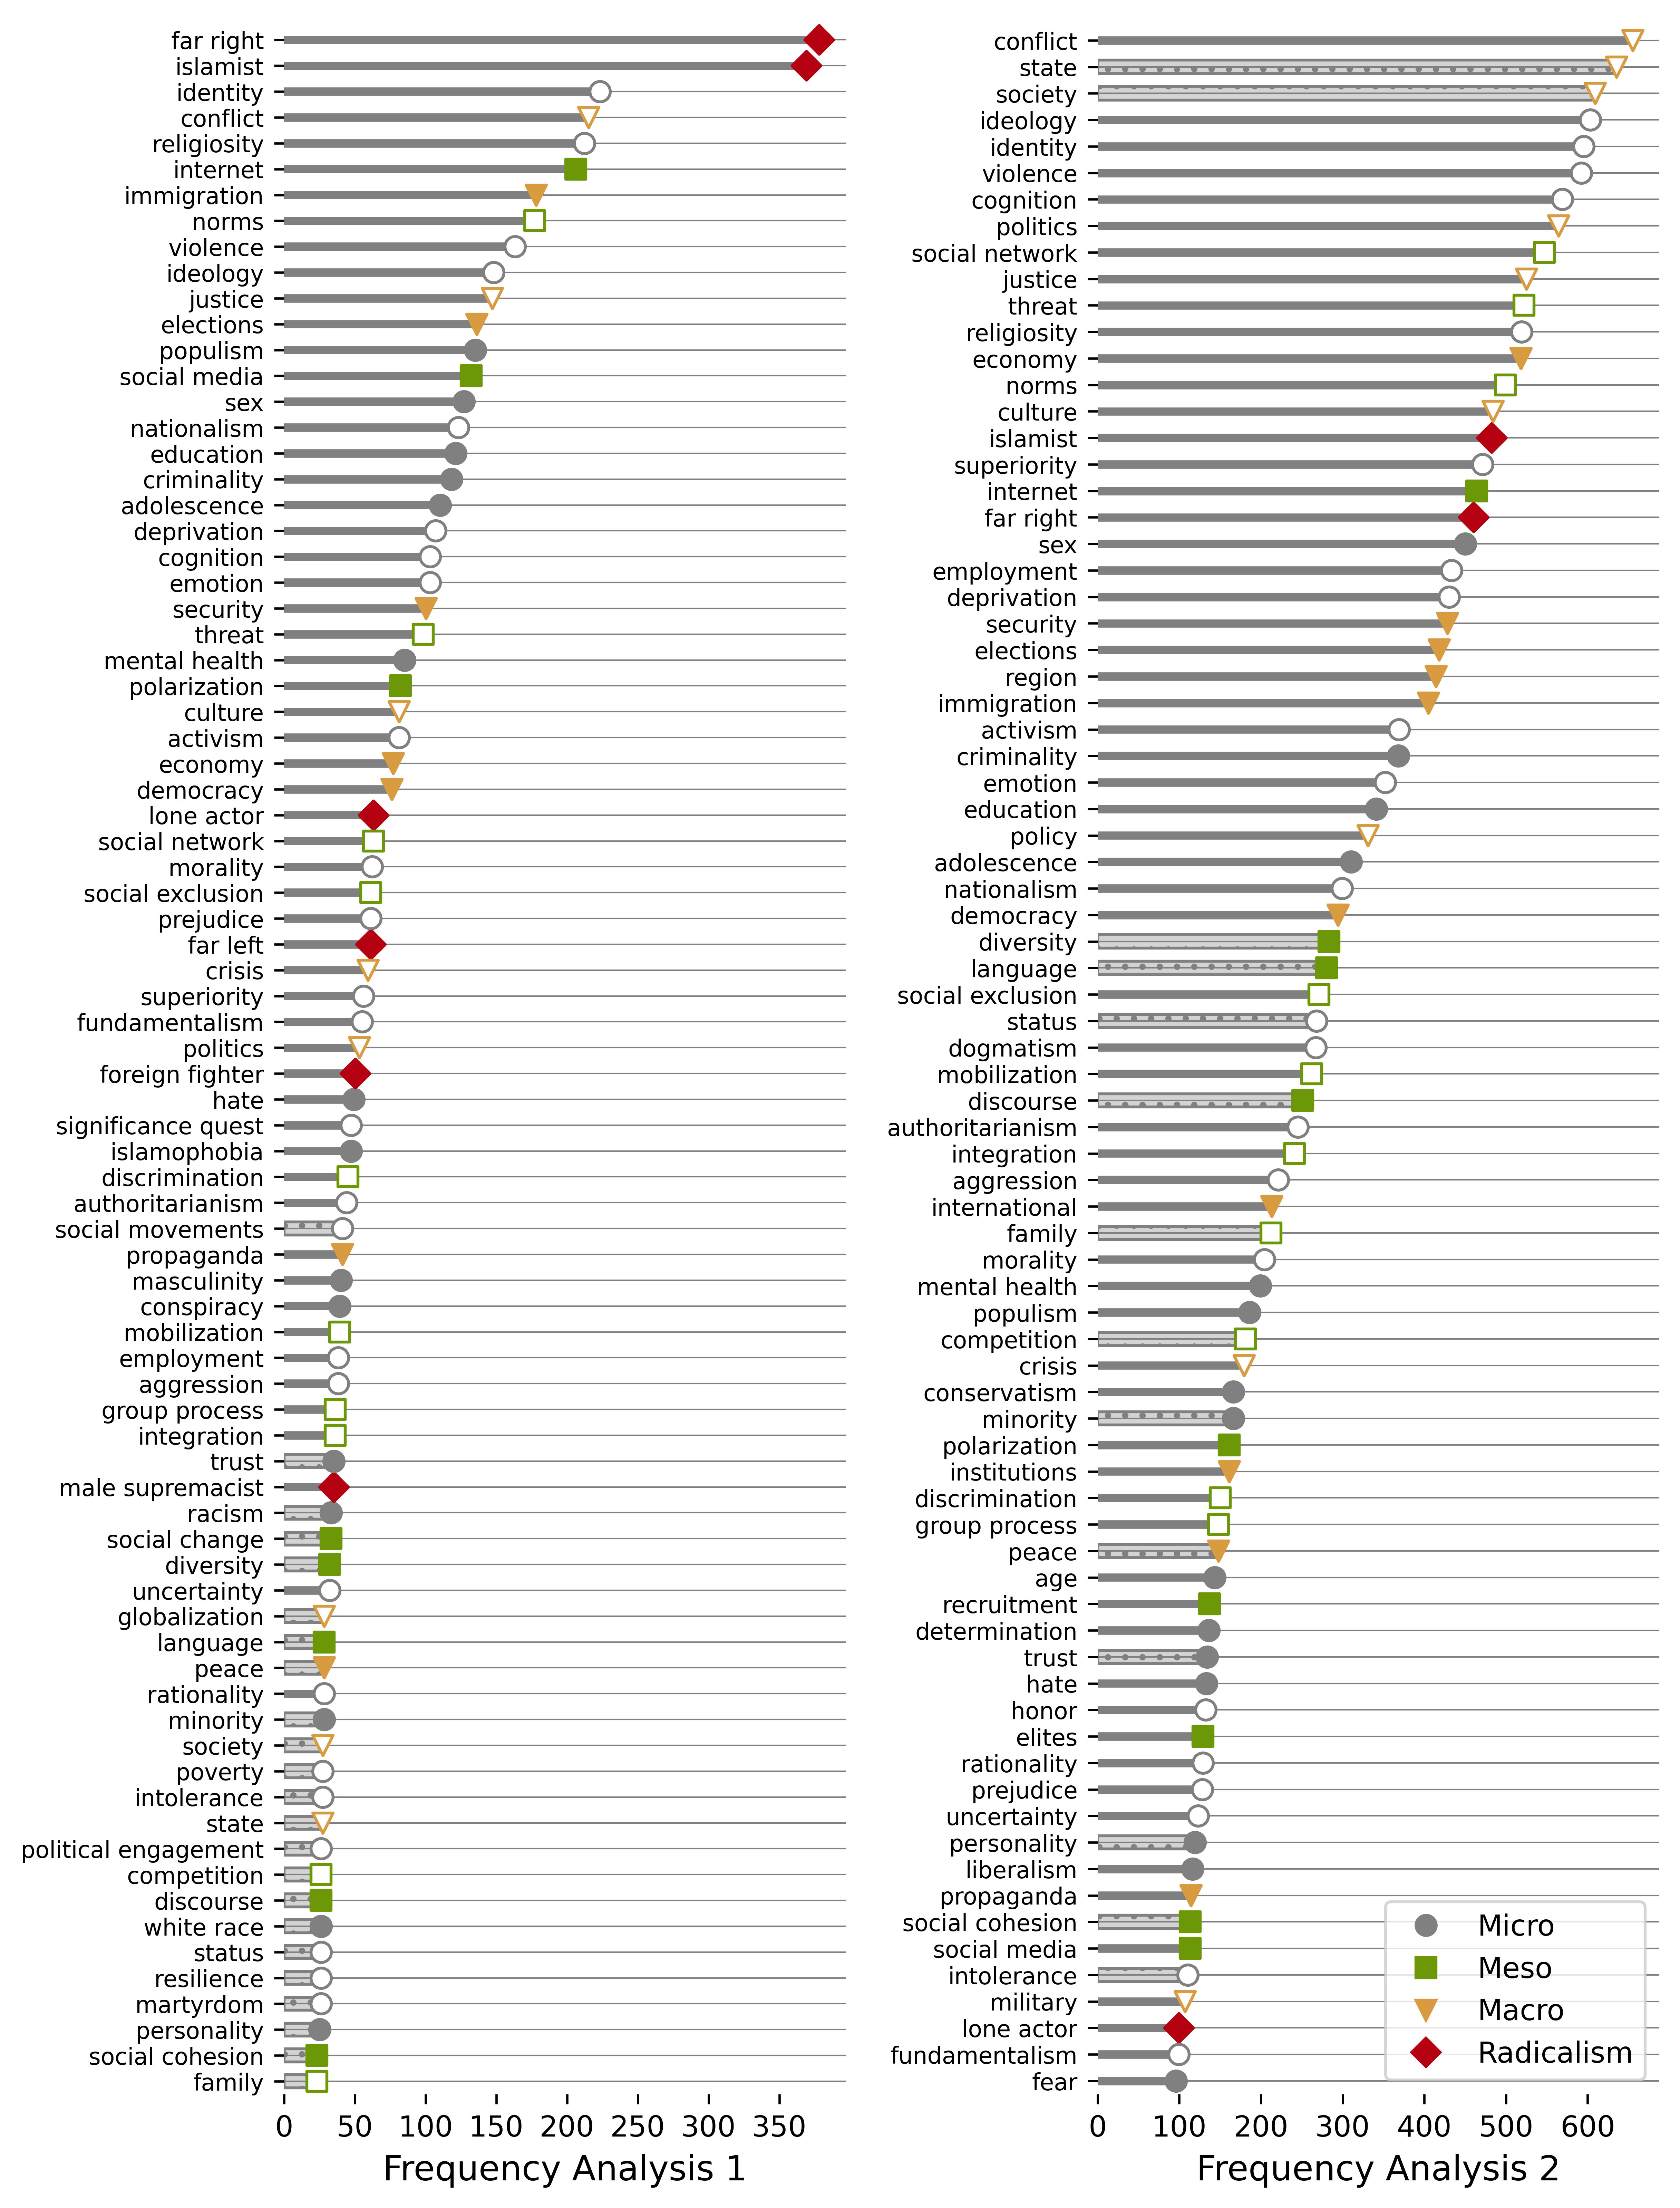 far right
islamist
identity
conflict
religiosity
internet
immigration
norms
violence
ideology
justice
elections
populism
social media
sex
nationalism
education
criminality
adolescence
deprivation
cognition
emotion
security
threat
mental health
polarization
culture
activism
economy
democracy
lone actor
social network
morality
social exclusion
prejudice
far left
crisis
superiority
fundamentalism
politics
foreign fighter
hate
significance quest
islamophobia
discrimination
authoritarianism
social movements
propaganda
masculinity
conspiracy
mobilization
employment
aggression
group process
integration
trust
male supremacist
racism
social change
diversity
uncertainty
globalization
language
peace
rationality
minority
society
poverty
intolerance
state
political engagement
competition
discourse
white race
status
resilience
martyrdom
personality
social cohesion
family
0 50 100 150 200 250 300 350
Frequency Analysis 1
conflict
state
society
ideology
identity
violence
cognition
politics
social network
justice
threat
religiosity
economy
norms
culture
islamist
superiority
internet
far right
sex
employment
deprivation
security
elections
region
immigration
activism
criminality
emotion
education
policy
adolescence
nationalism
democracy
diversity
language
social exclusion
status
dogmatism
mobilization
discourse
authoritarianism
integration
aggression
international
family
morality
mental health
populism
competition
crisis
conservatism
minority
polarization
institutions
discrimination
group process
peace
age
recruitment
determination
trust
hate
honor
elites
rationality
prejudice
uncertainty
personality
liberalism
propaganda
social cohesion
social media
intolerance
military
lone actor
fundamentalism
fear
0 100 200 300 400 500 600
Frequency Analysis 2
Micro
Meso
Macro
Radicalism